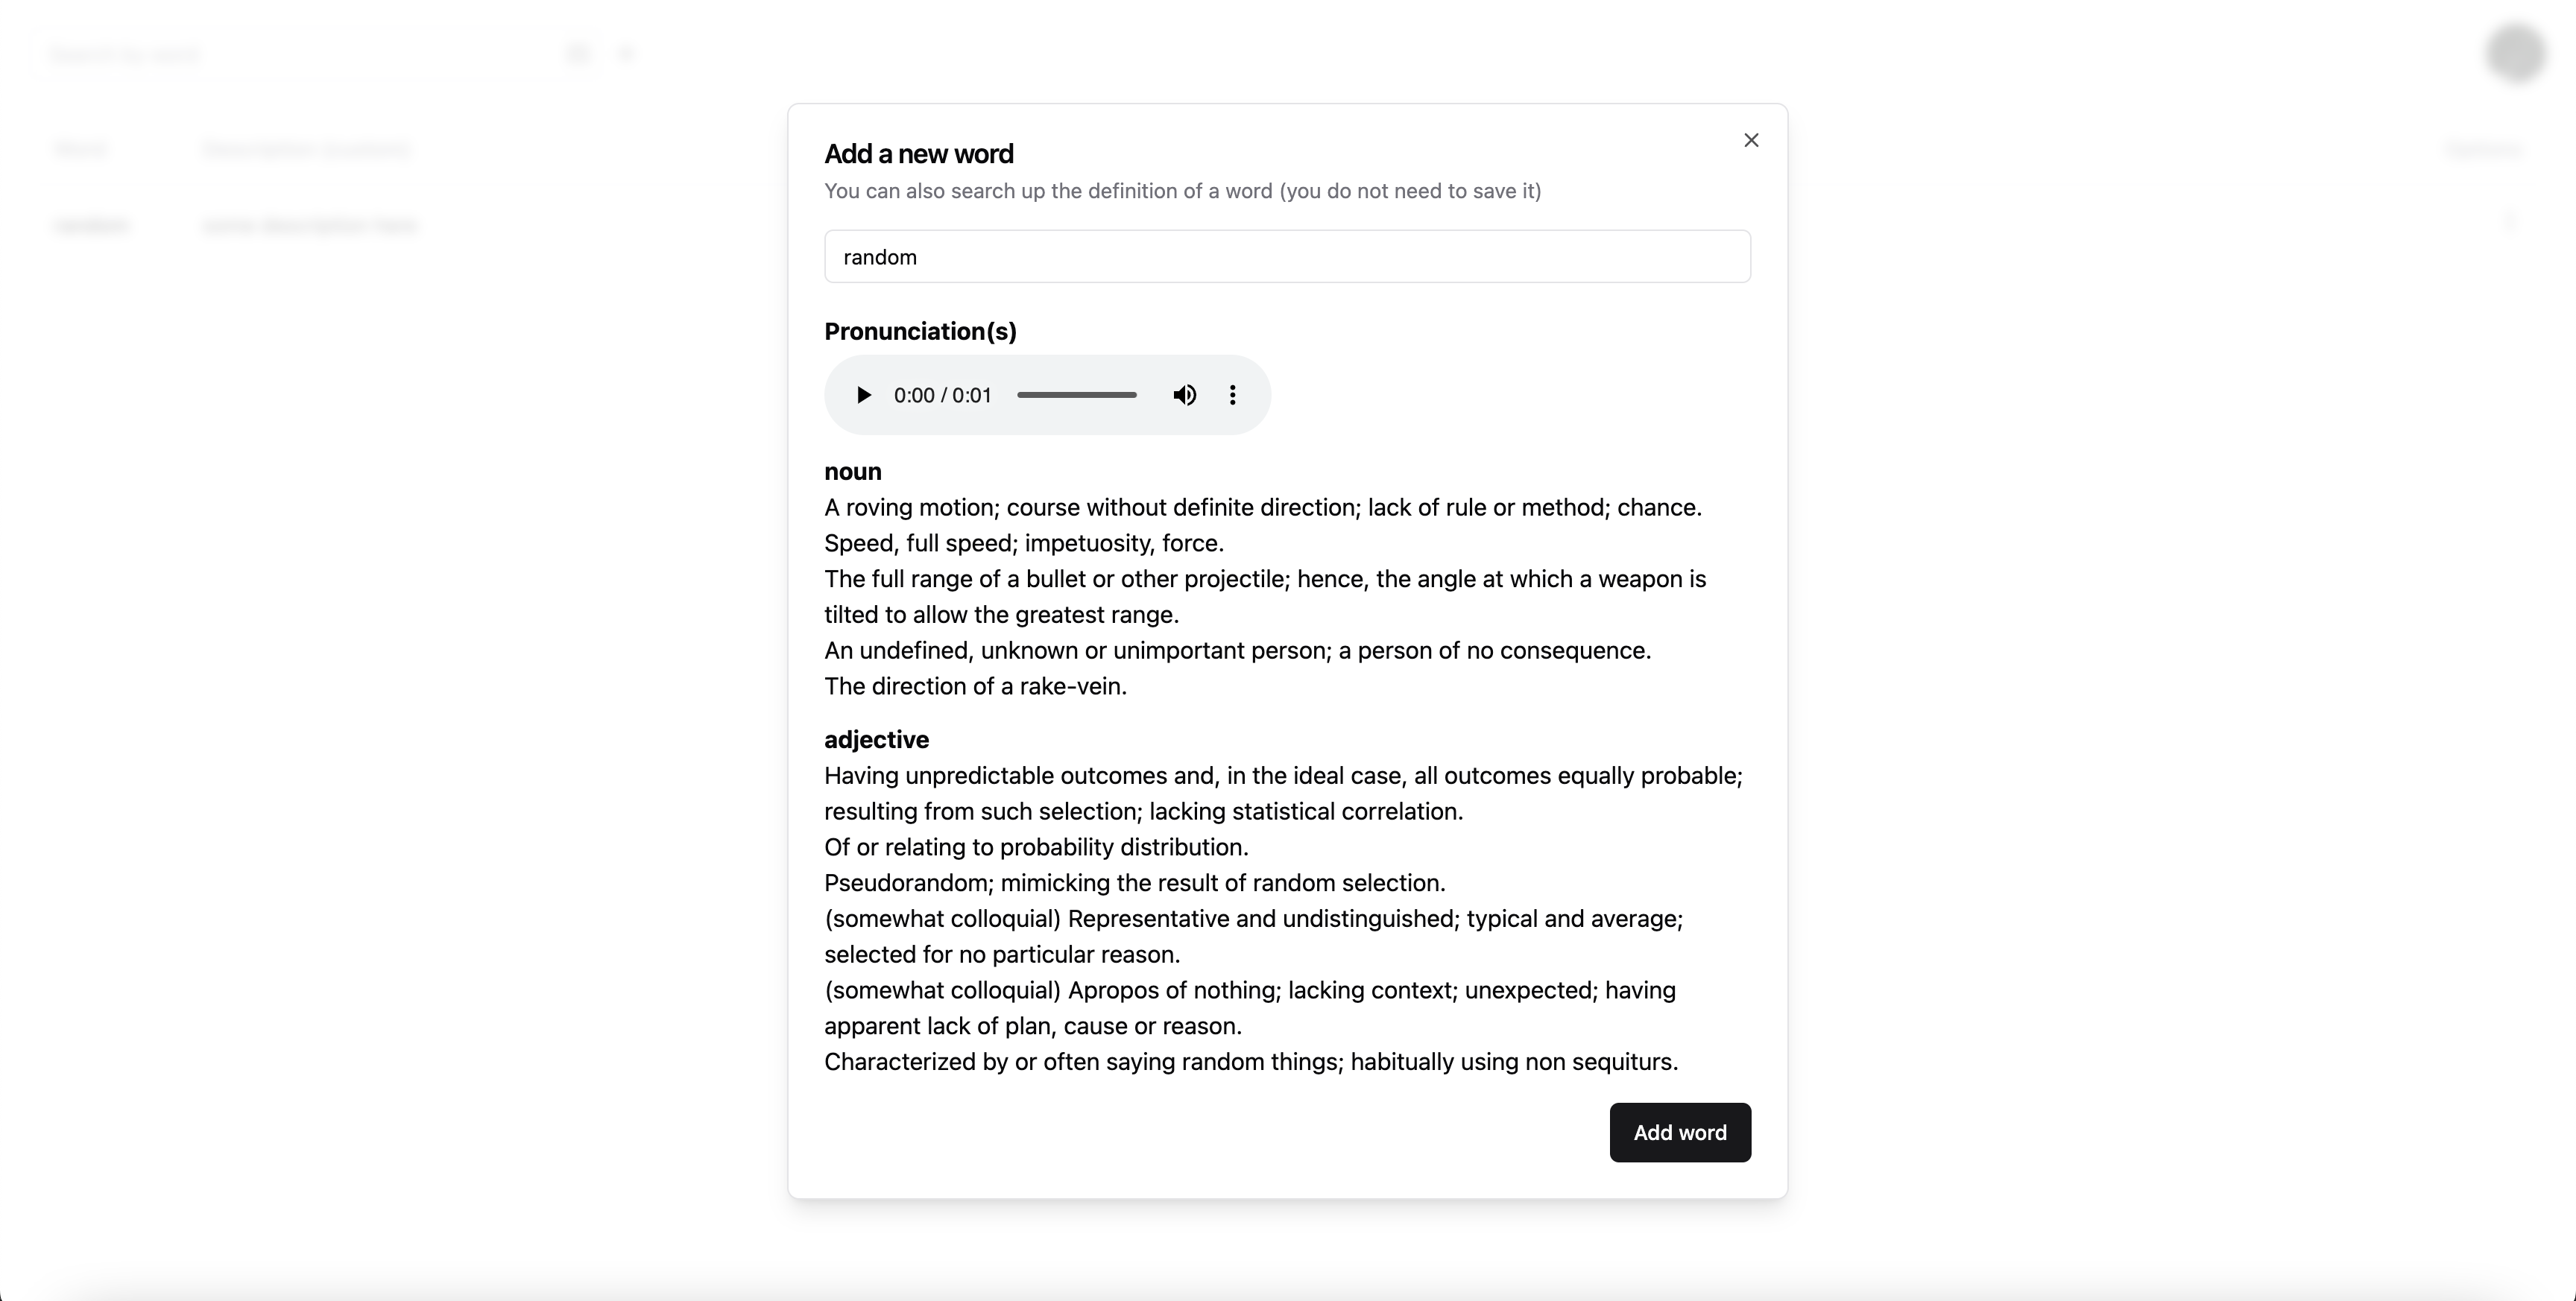 Add a new word
You can also search up the definition of a word (you do not need to save it)
random
Pronunciation(s)
0:00 / 0:01
noun
A roving motion; course without definite direction; lack of rule or method; chance.
Speed, full speed; impetuosity, force.
The full range of a bullet or other projectile; hence, the angle at which a weapon is
tilted to allow the greatest range.
An undefined, unknown or unimportant person; a person of no consequence.
The direction of a rake-vein.
adjective
Having unpredictable outcomes and, in the ideal case, all outcomes equally probable;
resulting from such selection; lacking statistical correlation.
Of or relating to probability distribution.
Pseudorandom; mimicking the result of random selection.
(somewhat colloquial) Representative and undistinguished; typical and average;
selected for no particular reason.
(somewhat colloquial) Apropos of nothing; lacking context; unexpected; having
apparent lack of plan, cause or reason.
Characterized by or often saying random things; habitually using non sequiturs.
Add word